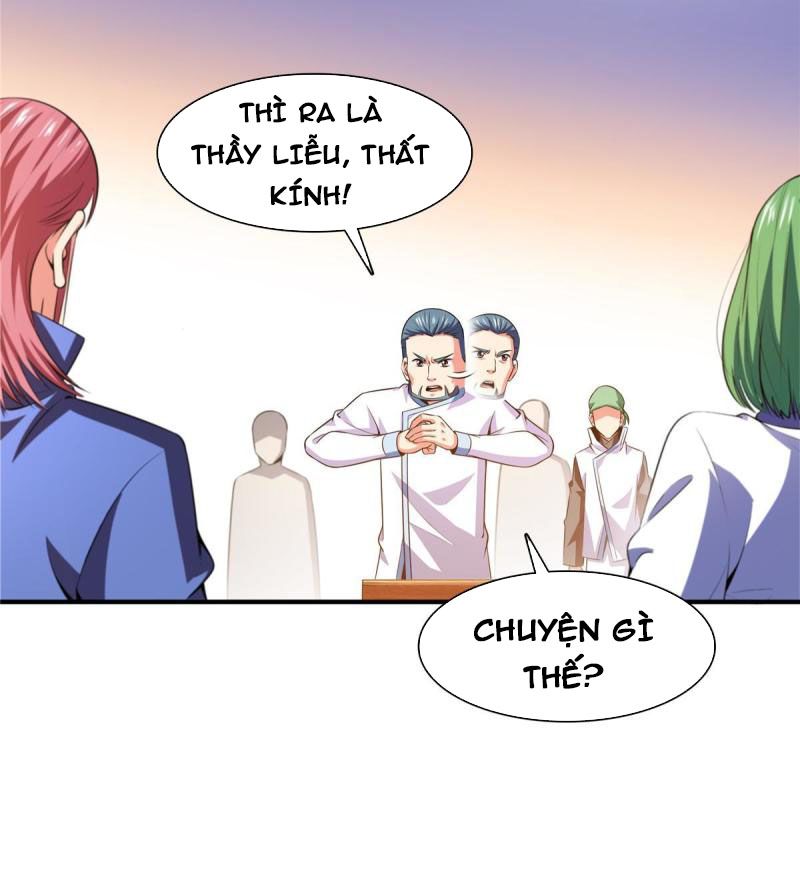 THÌ RA LÀ
THẦY LIỄU, THẤT
KÍNH!
CHUYỆN GÌ
THẾ?